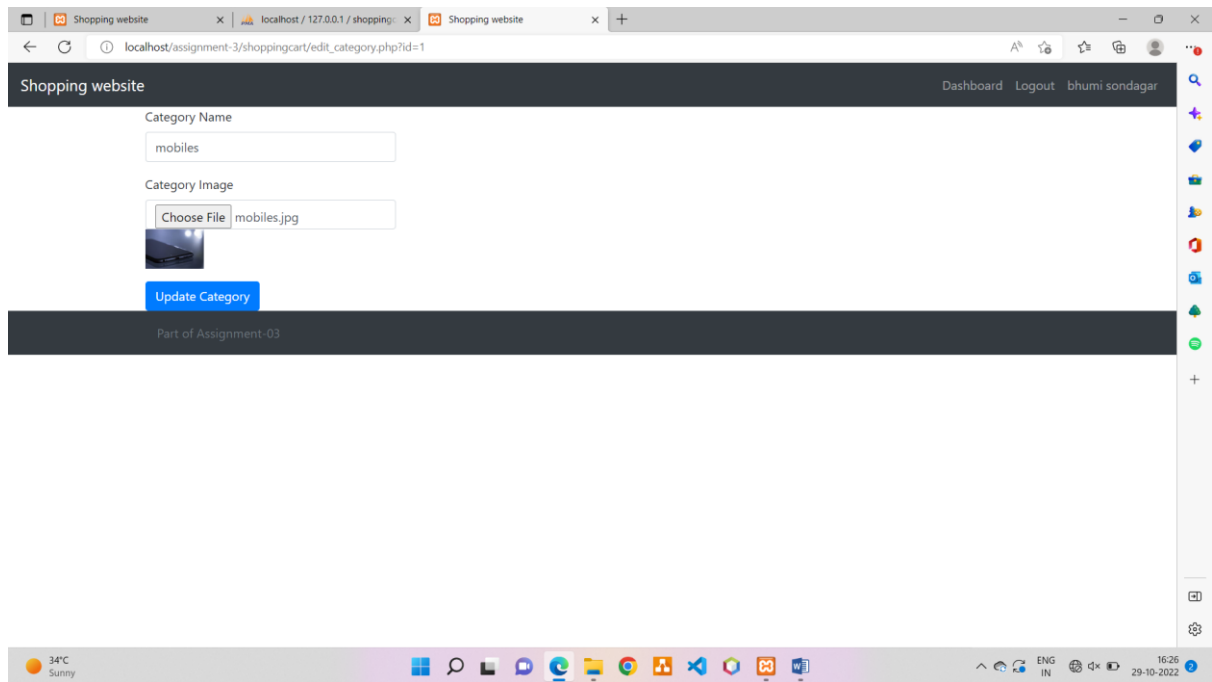 Shopping website
localhost / 127.0.0.1 / shoppingc
Shopping website
localhost/assignment-3/shoppingcart/edit_category.php?id=1
Shopping website
Dashboard Logout bhumi sondagar
Category Name
mobiles
Category Image
Choose File mobiles.jpg
Update Category
Part of Assignment-03
34°C
Sunny
ENG
IN
16:26
29-10-2022
2